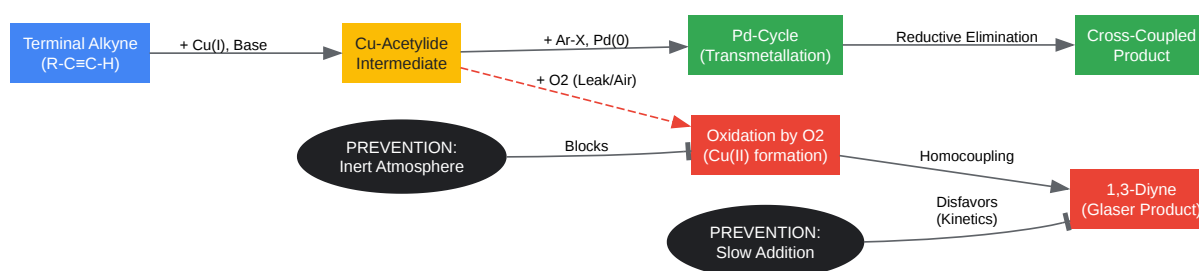 Terminal Alkyne
(R-C≡C-H)
+ Cu(I), Base
Cu-Acetylide
Intermediate
+ Ar-X, Pd(0)
Pd-Cycle
(Transmetallation)
Reductive Elimination
Cross-Coupled
Product
+ O2 (Leak/Air)
PREVENTION:
Inert Atmosphere
Blocks
Oxidation by O2
(Cu(II) formation)
Homocoupling
1,3-Diyne
(Glaser Product)
PREVENTION:
Slow Addition
Disfavors
(Kinetics)